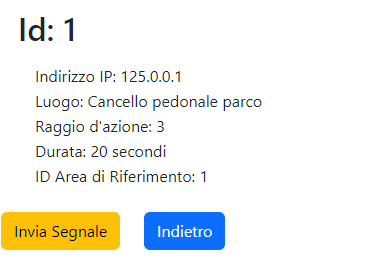 Id: 1
Indirizzo IP: 125.0.0.1
Luogo: Cancello pedonale parco
Raggio d'azione: 3
Durata: 20 secondi
ID Area di Riferimento: 1
Invia Segnale Indietro